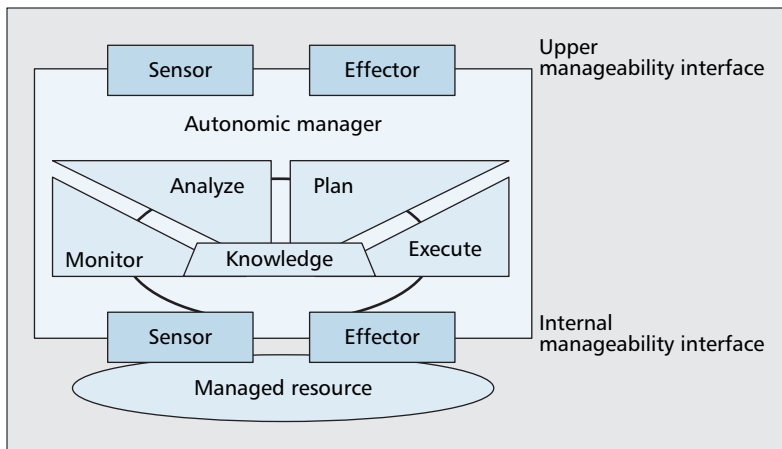 Sensor
Effector
Upper
manageability interface
Autonomic manager
Analyze
Plan
Monitor
Knowledge
Execute
Sensor
Effector
Internal
manageability interface
Managed resource